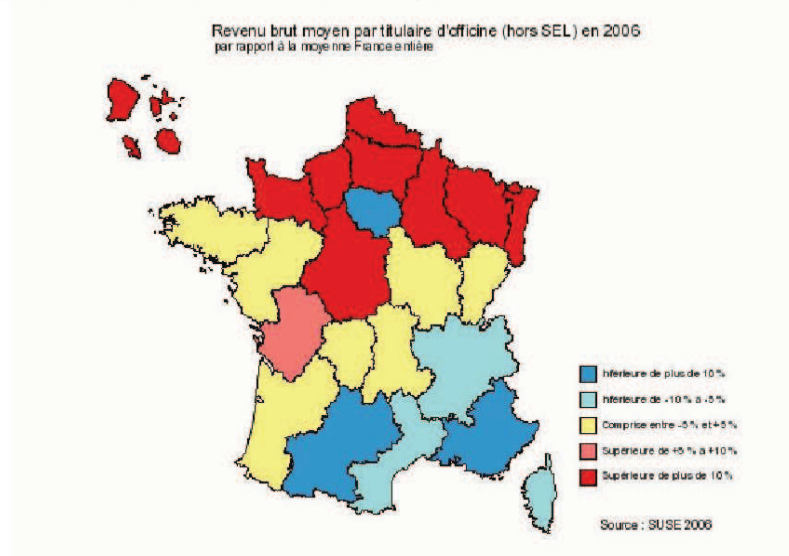 Revenu brut moyen par titulaire d'officine (hors SEL) en 2006
par rapport à la moyenne France entière
Inférieure de plus de 10%
Inférieure de -10% à -5%
Comprise entre -5% et +5%
Supérieure de +5% à +10%
Supérieure de plus de 10%
Source : SUSE 2006